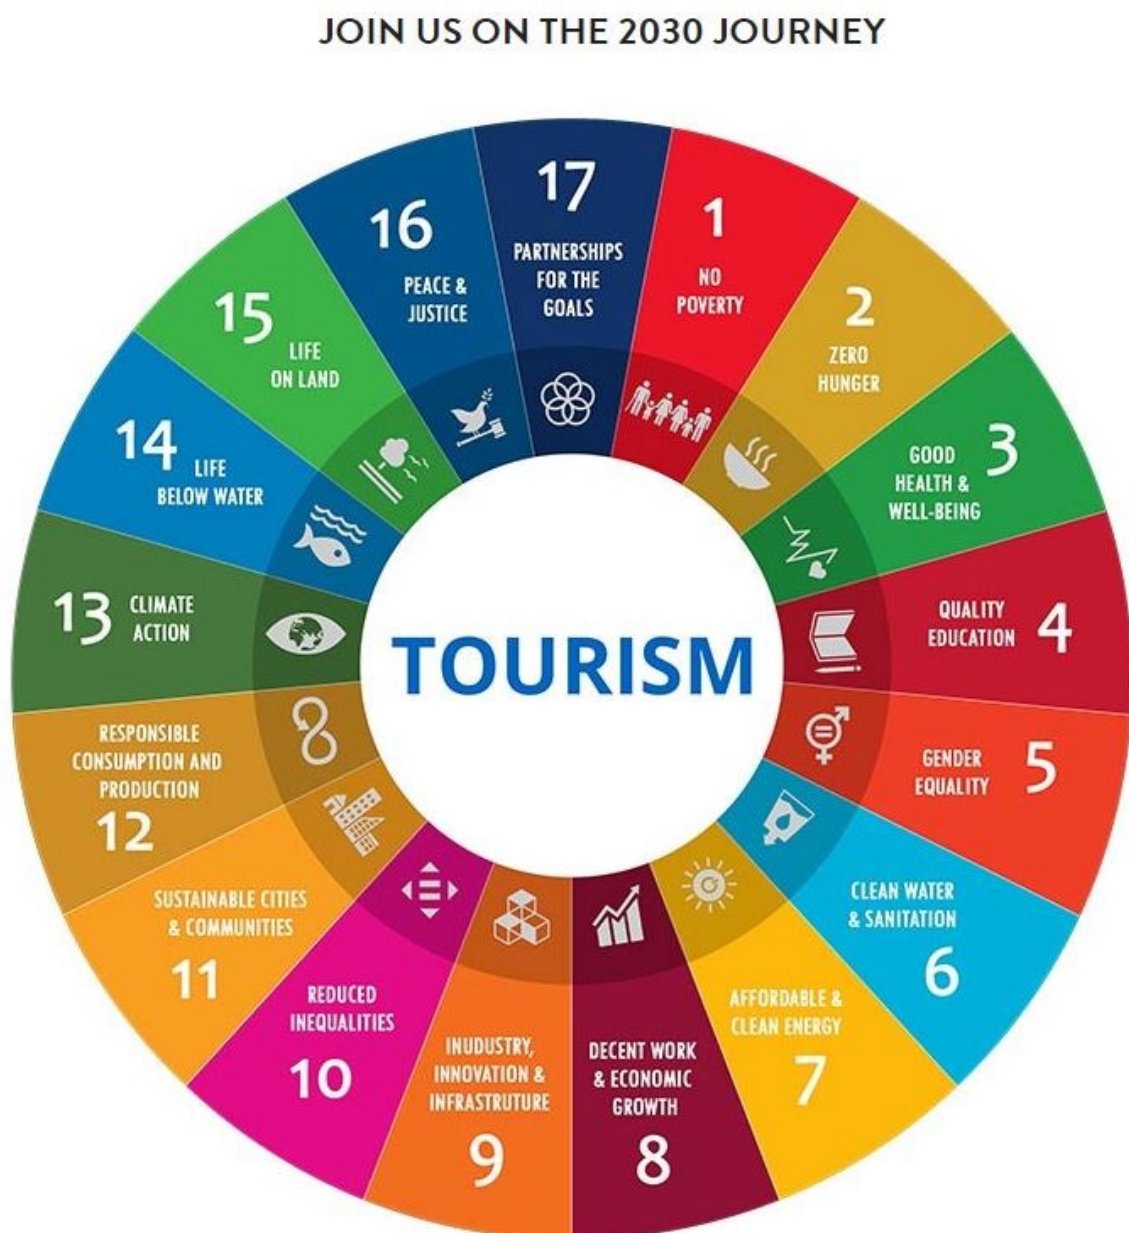 JOIN US ON THE 2030 JOURNEY
17
PARTNERSHIPS
FOR THE
GOALS
1
NO
POVERTY
2
ZERO
HUNGER
3
GOOD
HEALTH &
WELL-BEING
4
QUALITY
EDUCATION
5
GENDER
EQUALITY
CLEAN WATER
& SANITATION
6
AFFORDABLE &
CLEAN ENERGY
7
DECENT WORK
& ECONOMIC
GROWTH
8
INUDUSTRY,
INNOVATION &
INFRASTRUTURE
9
REDUCED
INEQUALITIES
10
SUSTAINABLE CITIES
& COMMUNITIES
11
RESPONSIBLE
CONSUMPTION AND
PRODUCTION
12
13
CLIMATE
ACTION
14
LIFE
BELOW WATER
15
LIFE
ON LAND
16
PEACE &
JUSTICE
TOURISM